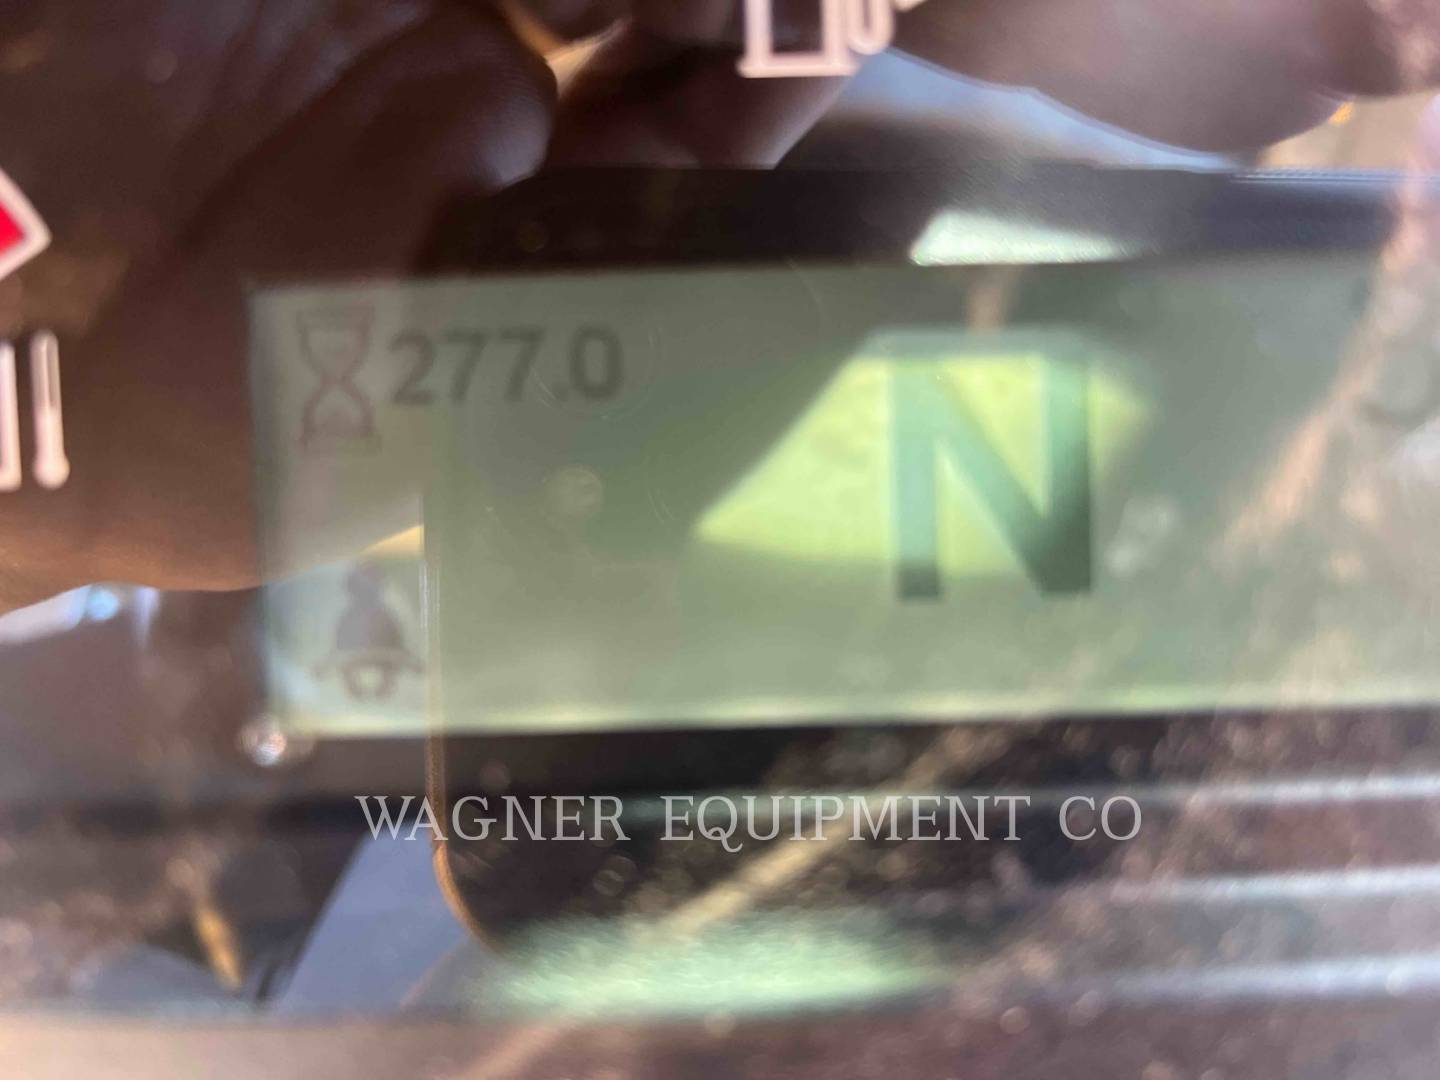 277.0
N
WAGNER EQUIPMENT CO